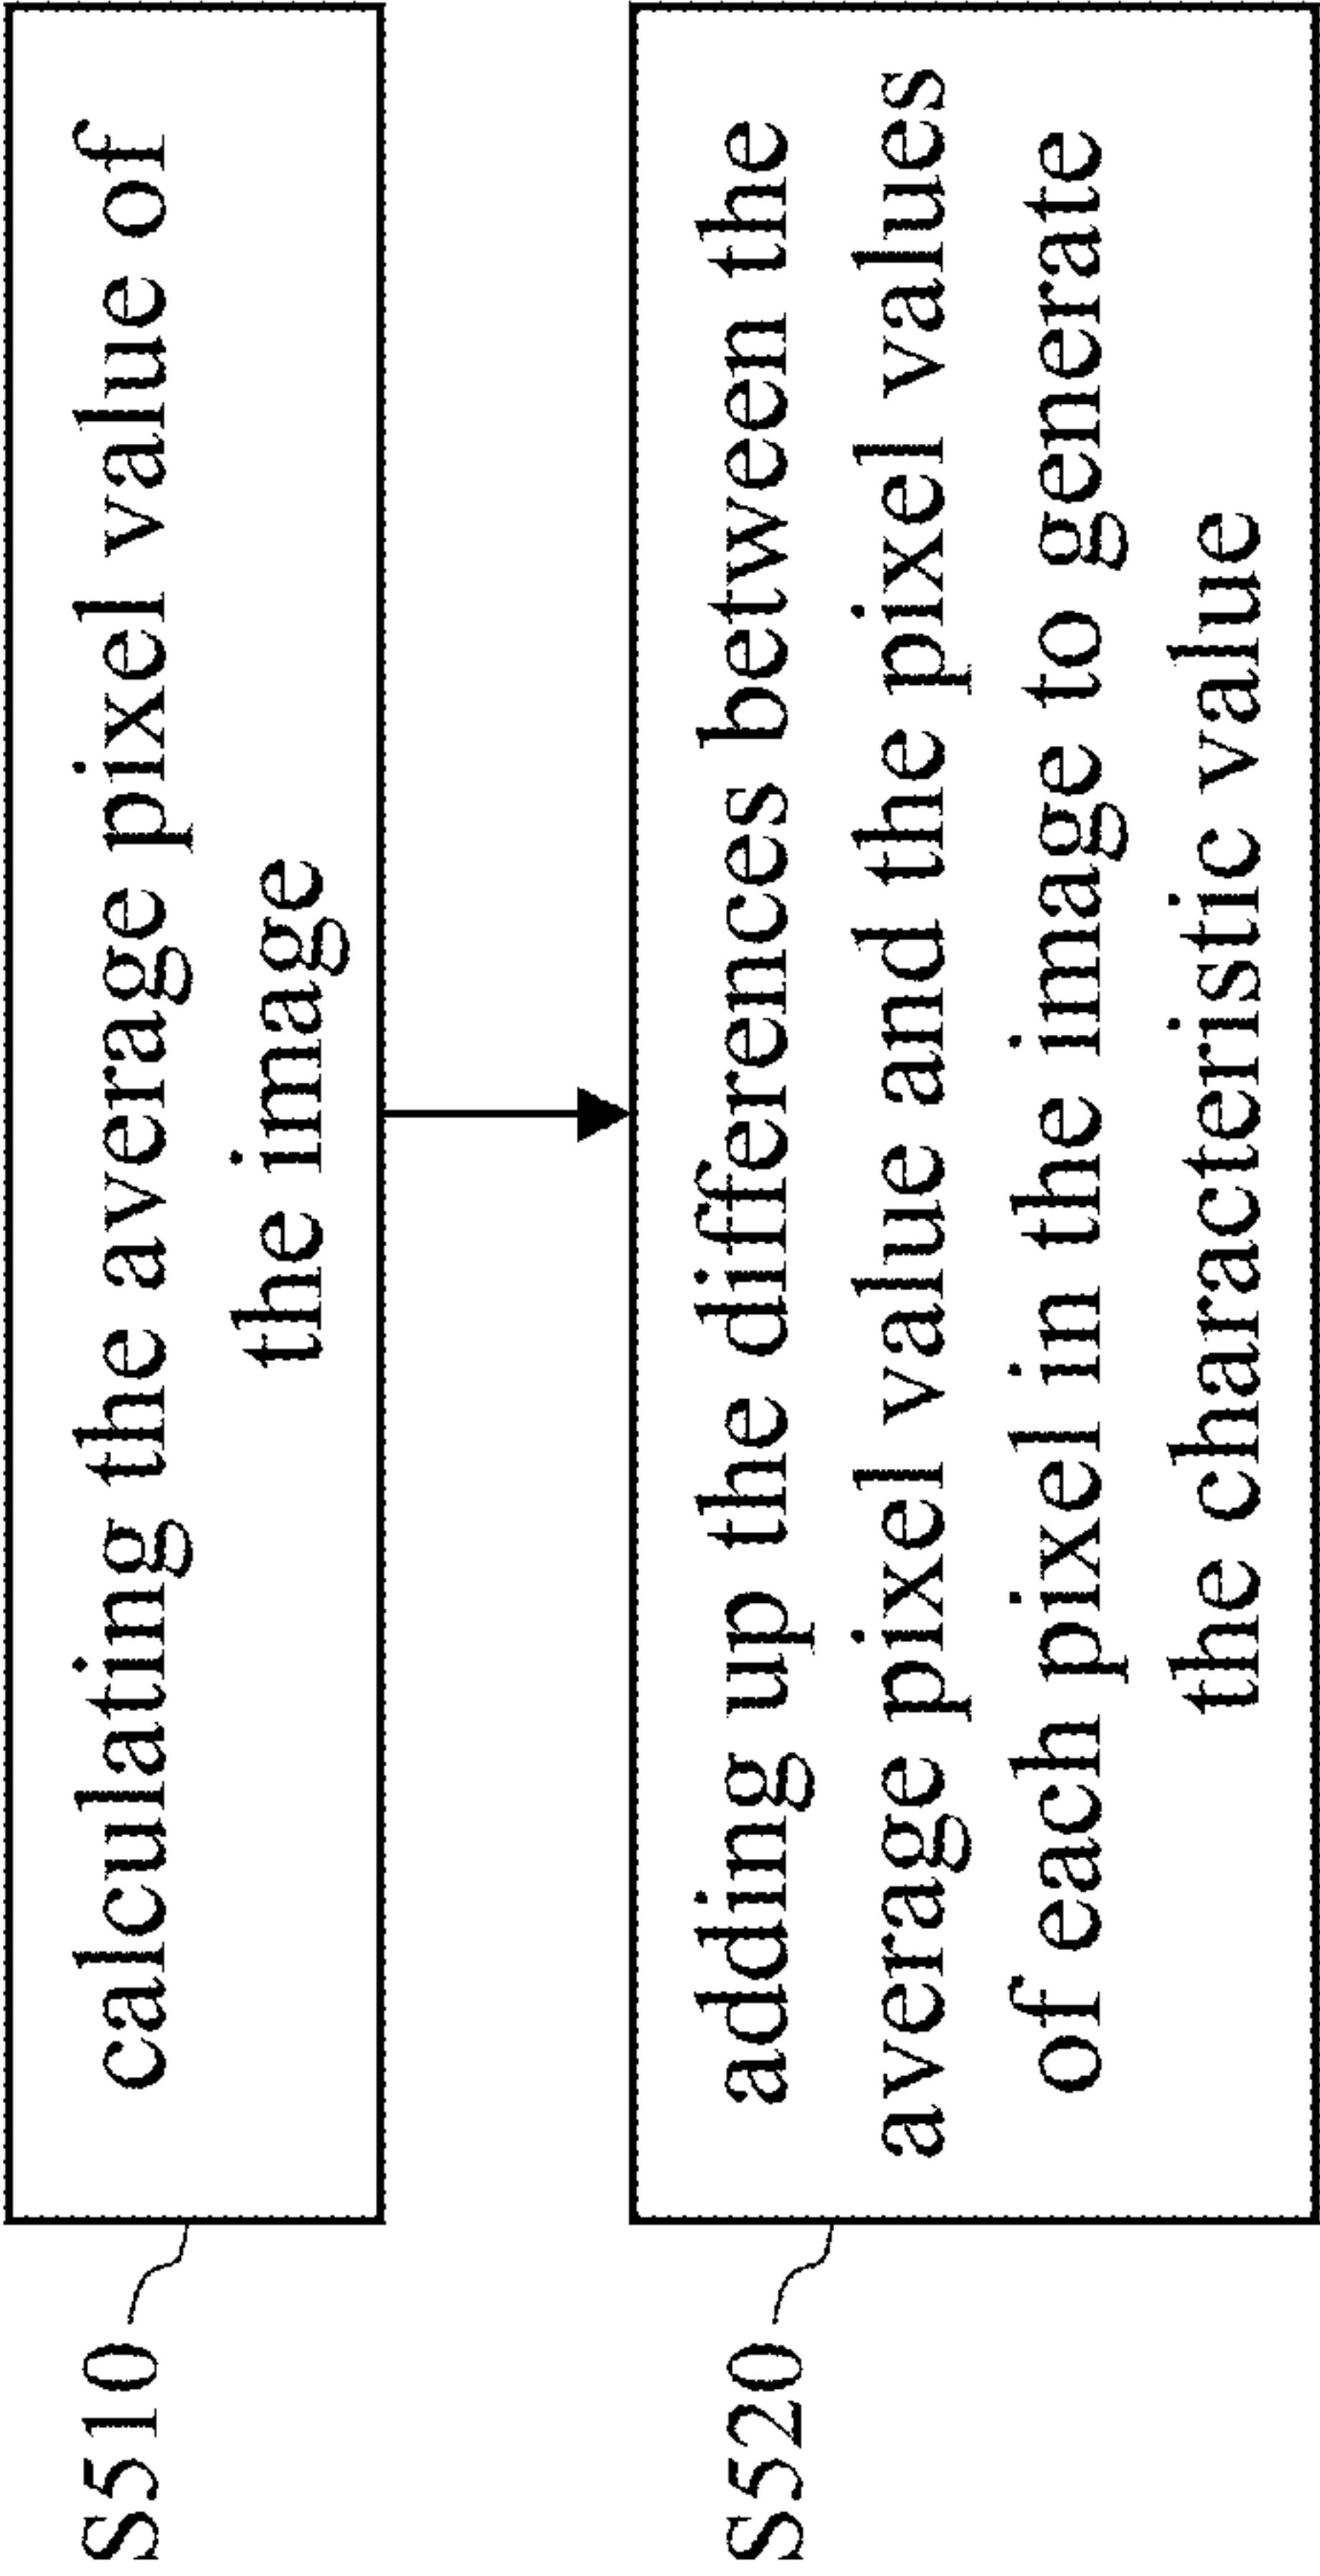 S510
calculating the average pixel value of
the image
S520
adding up the differences between the
average pixel value and the pixel values
of each pixel in the image to generate
the characteristic value